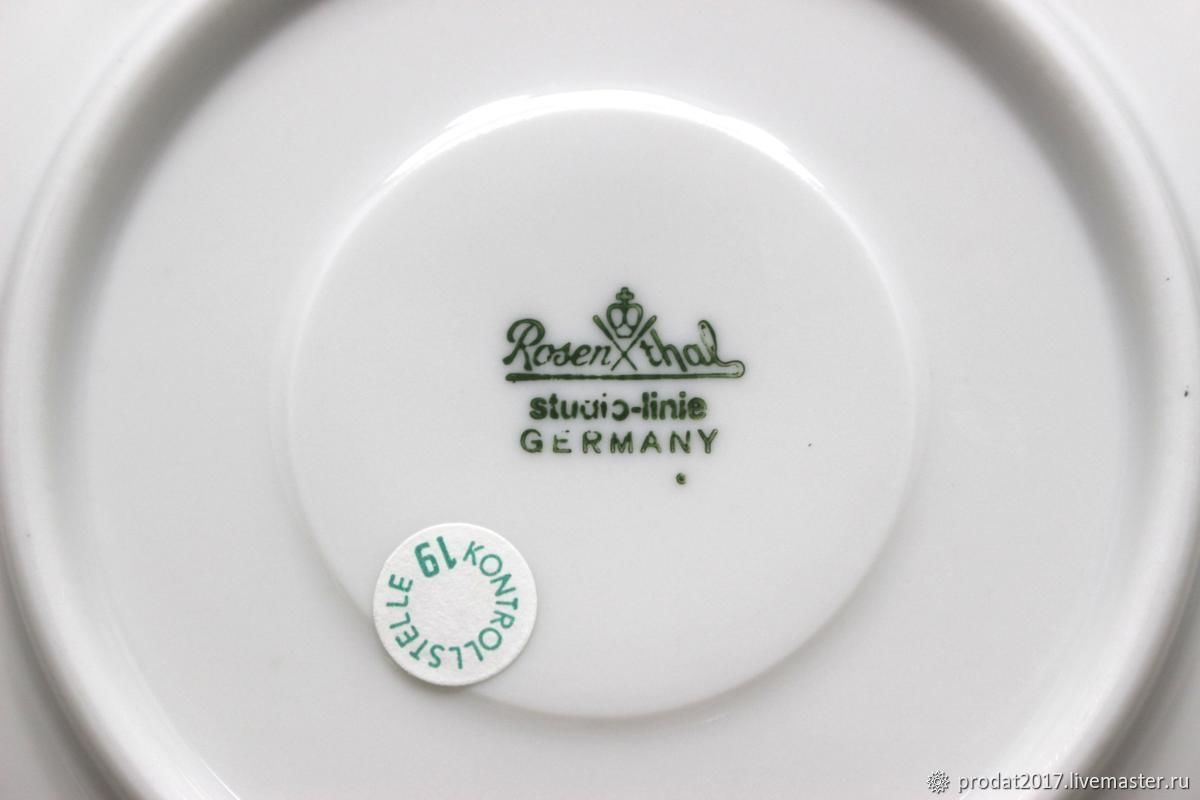 Rosenthal
studio-linie
GERMANY
KONTROLLSTELLE 19
prodat2017.livemaster.ru